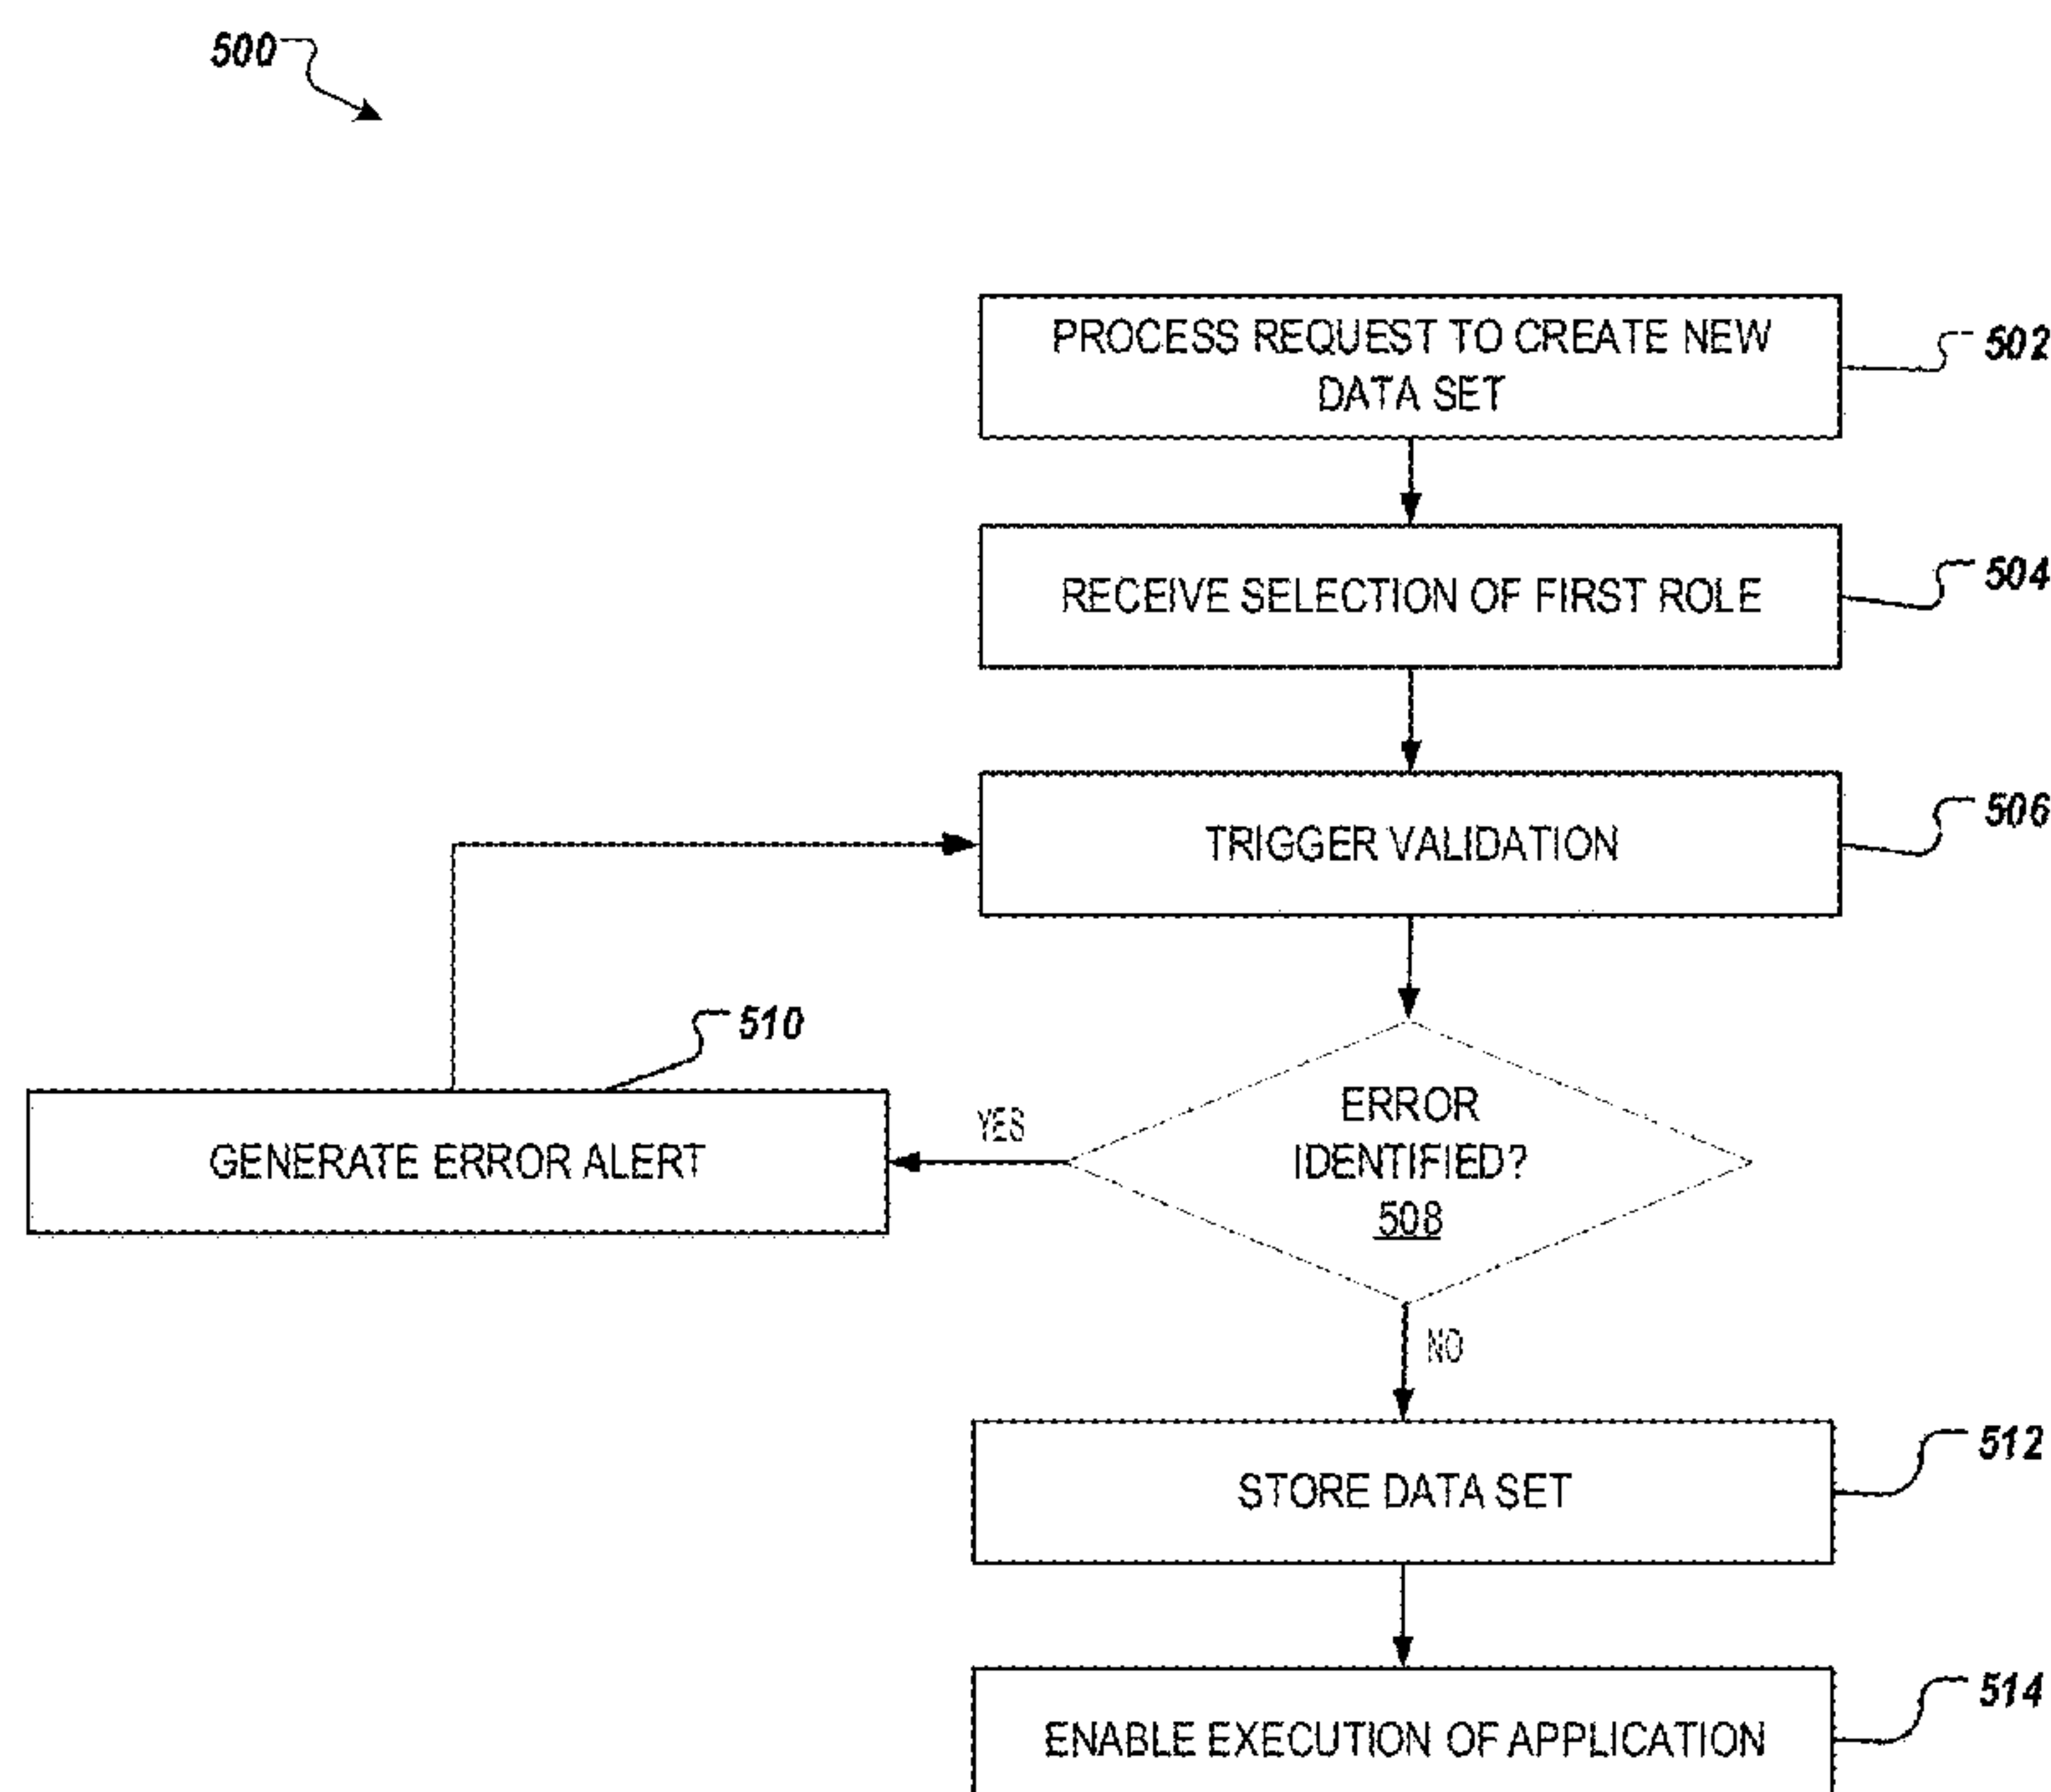 500
PROCESS REQUEST TO CREATE NEW
DATA SET
502
RECEIVE SELECTION OF FIRST ROLE
504
TRIGGER VALIDATION
506
510
GENERATE ERROR ALERT
YES
ERROR
IDENTIFIED?
508
NO
STORE DATA SET
512
ENABLE EXECUTION OF APPLICATION
514